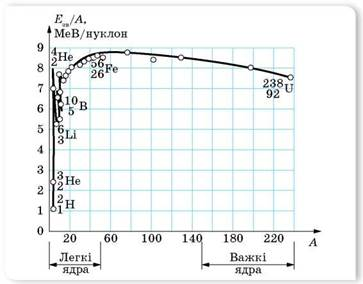 Eзв/A,
МеВ/нуклон
9
8
7
6
5
4
3
2
1
0
4
2He
56
26Fe
10
5B
6
3Li
3
2He
2
1H
238
92U
20
60
100
140
180
220
A
Легкі
ядра
Важкі
ядра